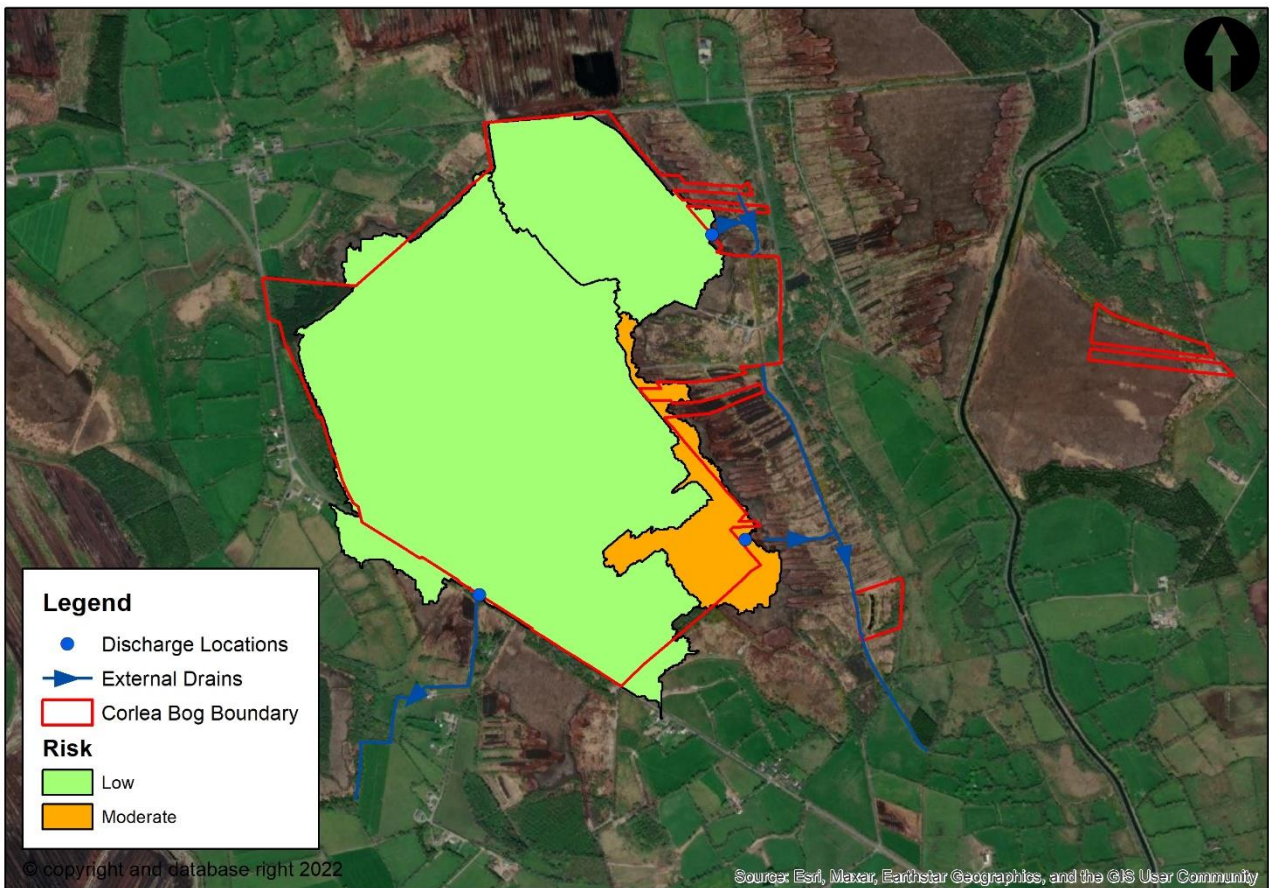 Legend
Discharge Locations
External Drains
Corlea Bog Boundary
Risk
Low
Moderate
© copyright and database right 2022
Source: Esri, Maxar, Earthstar Geographics, and the GIS User Community